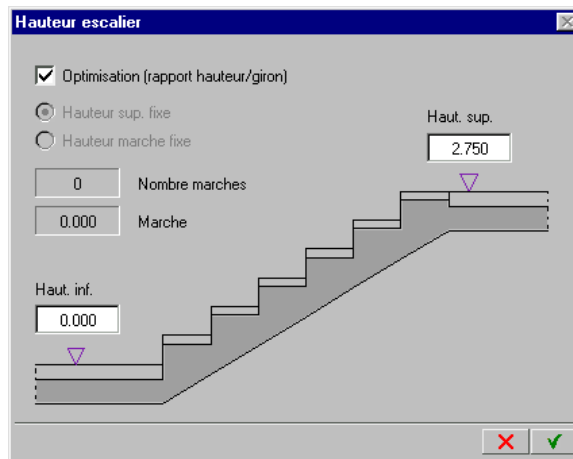 Hauteur escalier
Optimisation (rapport hauteur/giron)
Hauteur sup. fixe
Hauteur marche fixe
Haut. sup.
2.750
0 Nombre marches
0.000 Marche
Haut. inf.
0.000